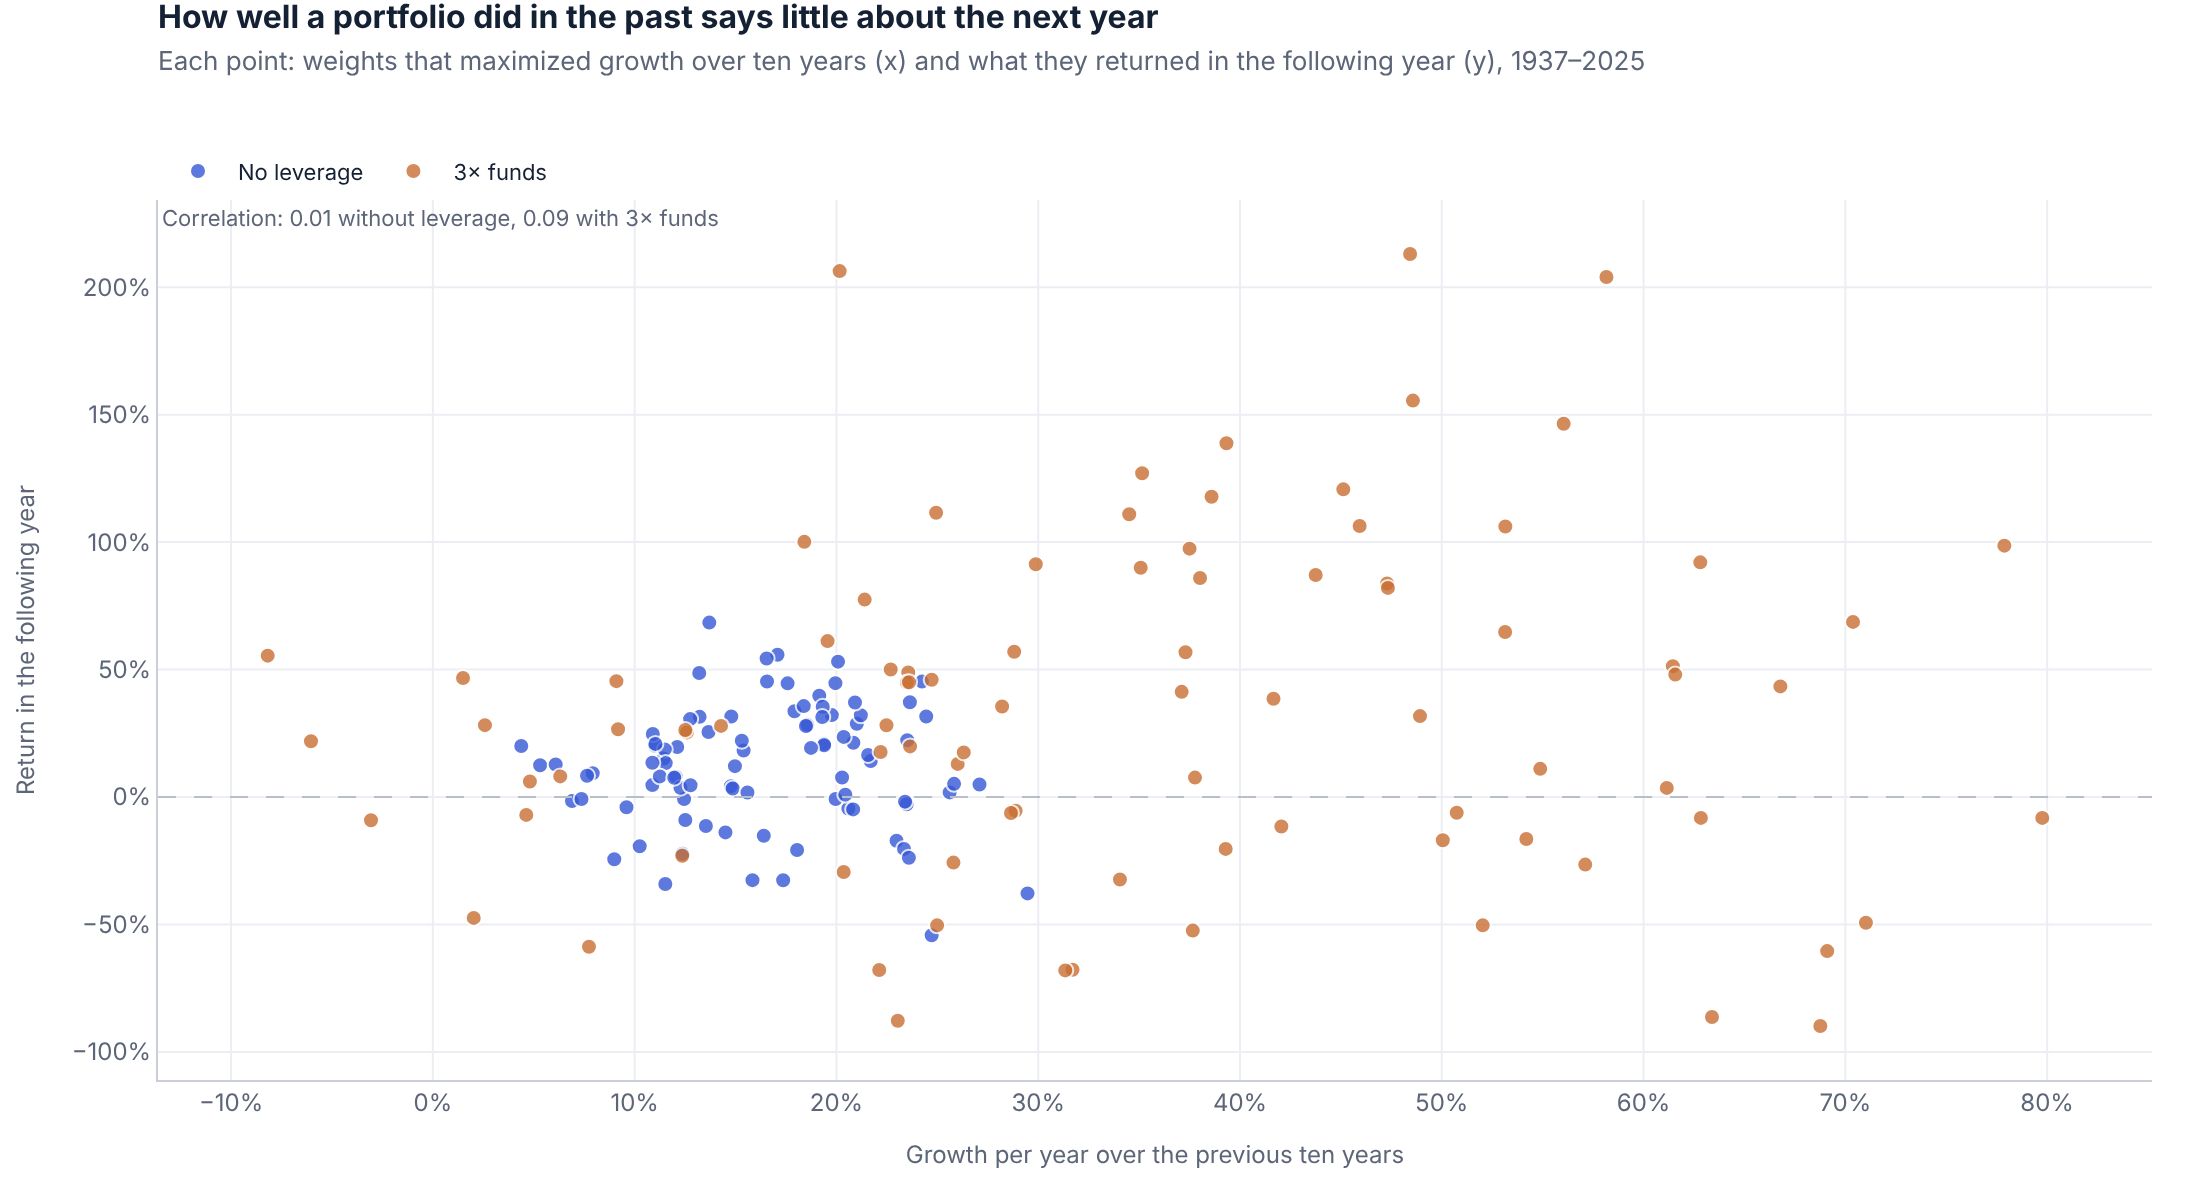 How well a portfolio did in the past says little about the next year
Each point: weights that maximized growth over ten years (x) and what they returned in the following year (y), 1937–2025
No leverage
3× funds
Correlation: 0.01 without leverage, 0.09 with 3× funds
Return in the following year
200%
150%
100%
50%
0%
−50%
−100%
−10%
0%
10%
20%
30%
40%
50%
60%
70%
80%
Growth per year over the previous ten years